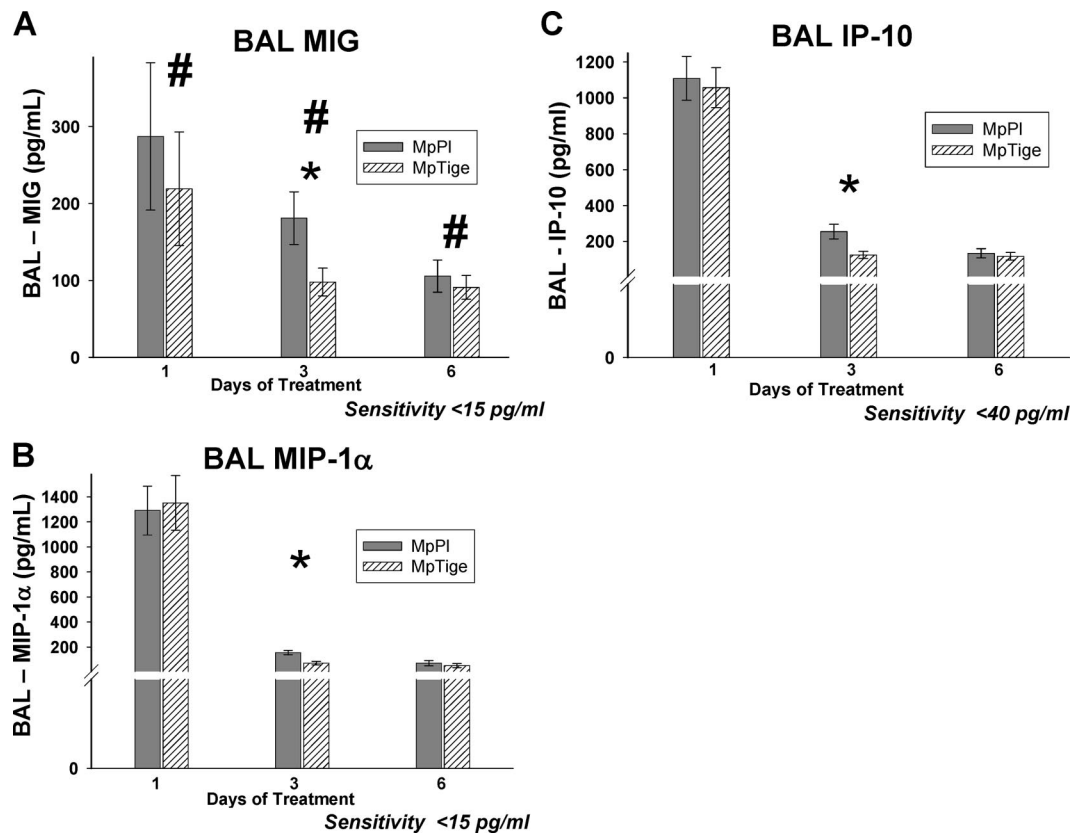 A
BAL MIG
BAL – MIG (pg/mL)
300
200
100
0
#
#
*
#
MpPl
MpTige
1
3
6
Days of Treatment
Sensitivity <15 pg/ml
B
BAL MIP-1α
BAL – MIP-1α (pg/mL)
1400
1200
1000
800
600
400
200
0
*
MpPl
MpTige
1
3
6
Days of Treatment
Sensitivity <15 pg/ml
C
BAL IP-10
BAL - IP-10 (pg/ml)
1200
1000
800
600
400
200
0
*
MpPl
MpTige
1
3
6
Days of Treatment
Sensitivity <40 pg/ml